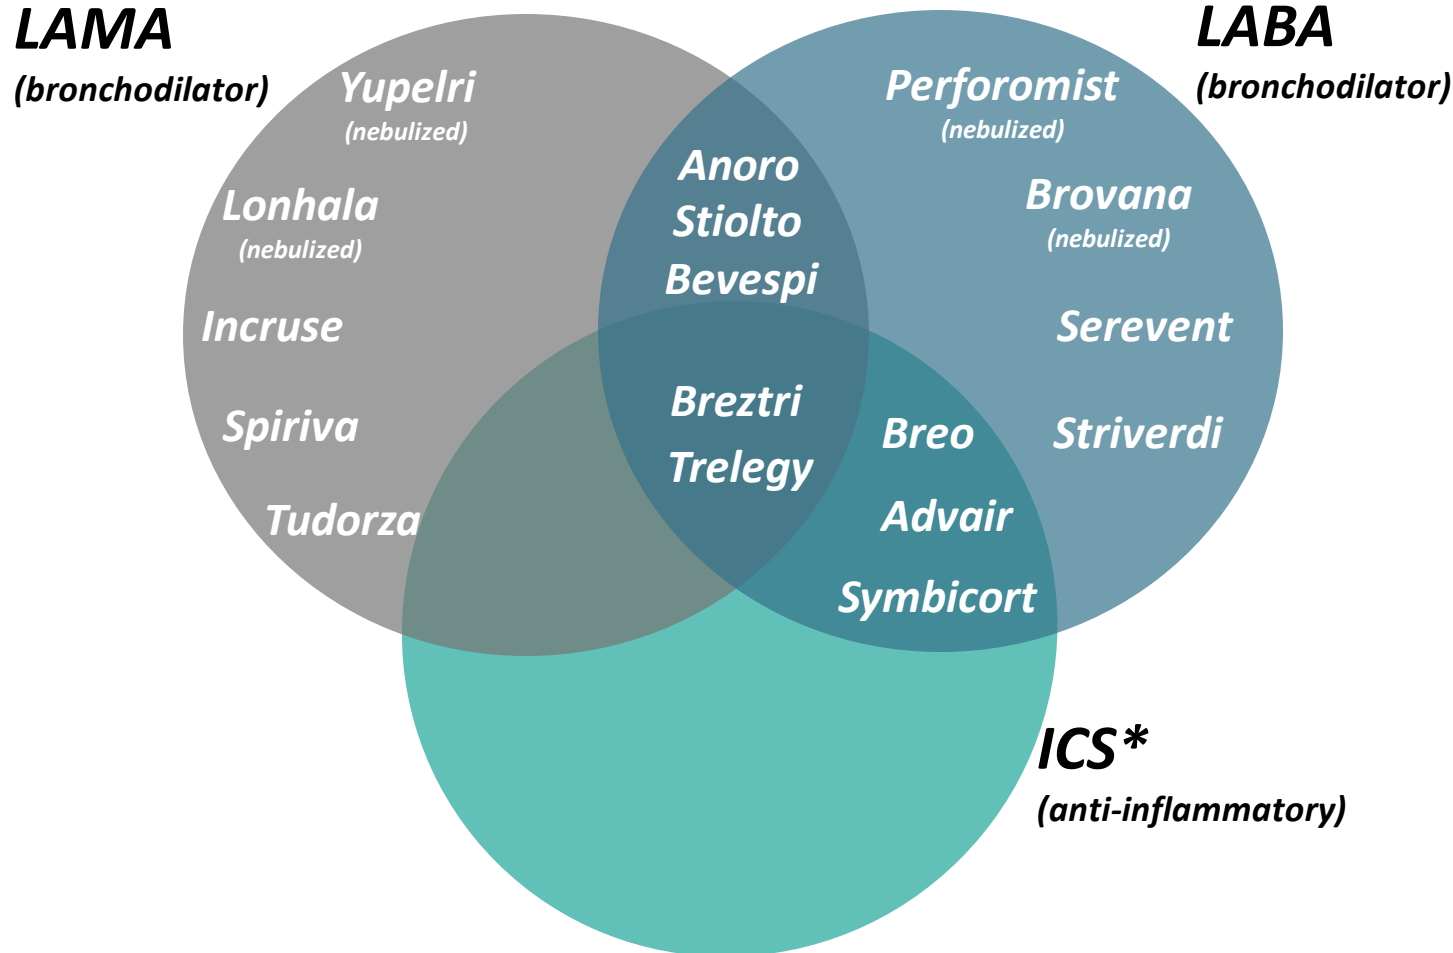 LAMA
(bronchodilator)
LABA
(bronchodilator)
Yupelri
(nebulized)
Lonhala
(nebulized)
Incruse
Spiriva
Tudorza
Anoro
Stiolto
Bevespi
Breztri
Trelegy
Perforomist
(nebulized)
Brovana
(nebulized)
Serevent
Striverdi
Breo
Advair
Symbicort
ICS*
(anti-inflammatory)